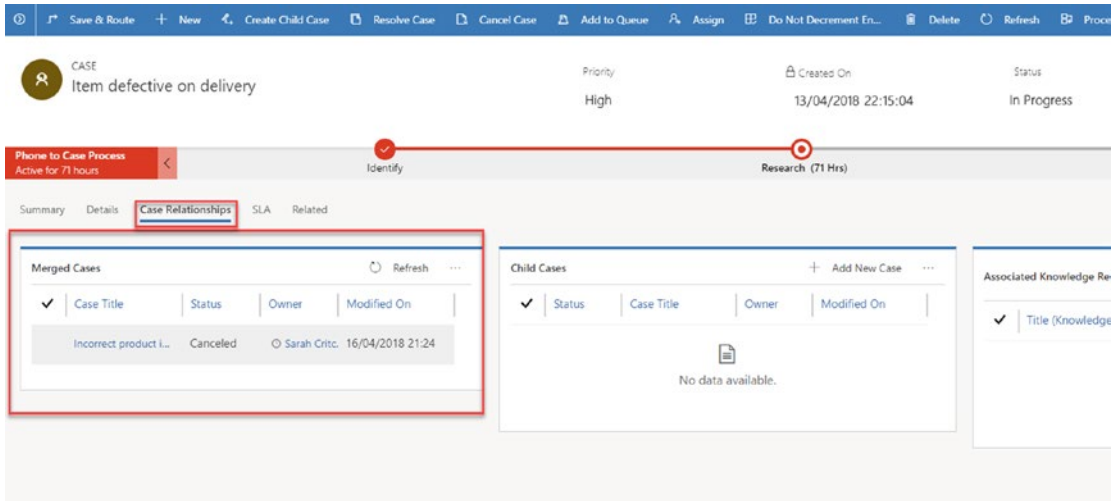 Save & Route New Create Child Case Resolve Case Cancel Case Add to Queue Assign Do Not Decrement En... Delete Refresh Proce
CASE
Item defective on delivery
Priority
High
Created On
13/04/2018 22:15:04
Status
In Progress
Phone to Case Process
Active for 71 hours
Identify
Research (71 Hrs)
Summary Details Case Relationships SLA Related
Merged Cases Refresh ...
Case Title Status Owner Modified On
Incorrect product i... Canceled Sarah Critc. 16/04/2018 21:24
Child Cases Add New Case ...
Status Case Title Owner Modified On
No data available.
Associated Knowledge Re
Title (Knowledge